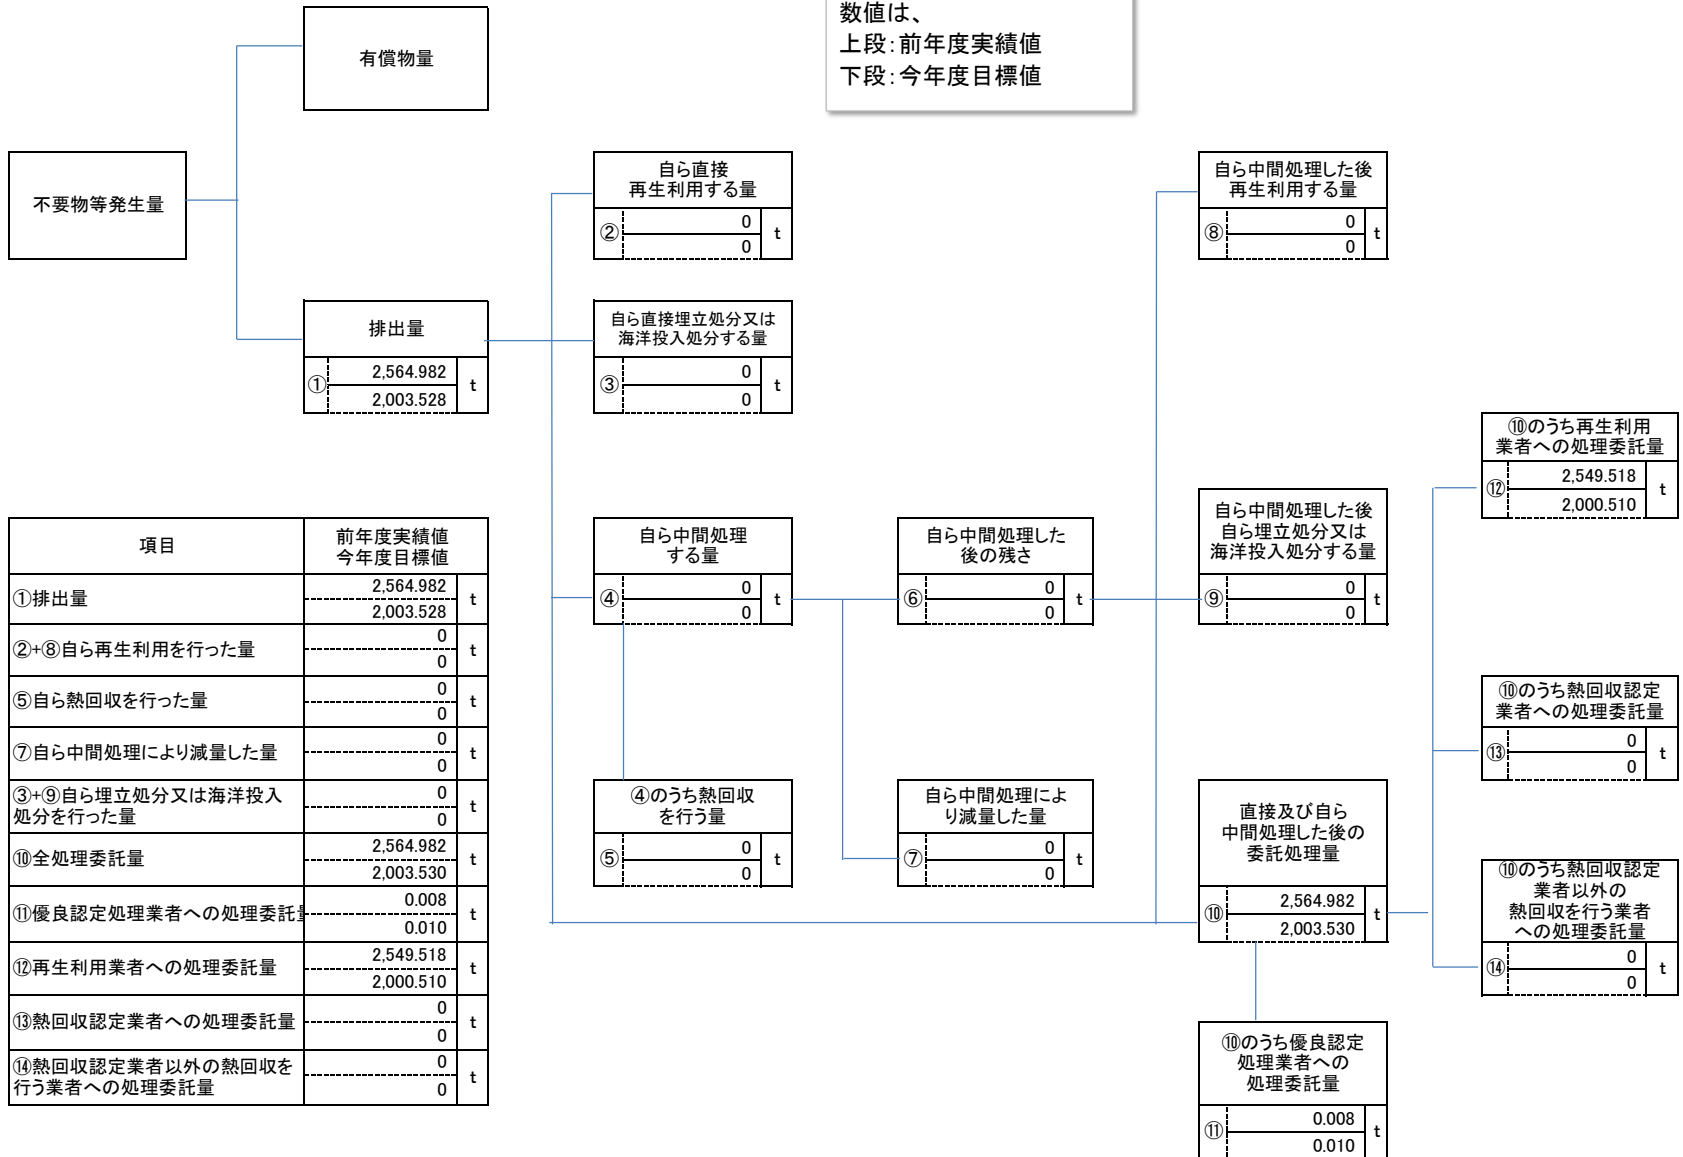 数値は、
上段：前年度実績値
下段：今年度目標値
有償物量
不要物等発生量
排出量
① 2,564.982 t
2,003.528
自ら直接
再生利用する量
② 0 t
0
自ら直接埋立処分又は
海洋投入処分する量
③ 0 t
0
自ら中間処理
する量
④ 0 t
0
④のうち熱回収
を行う量
⑤ 0 t
0
自ら中間処理した
後の残さ
⑥ 0 t
0
自ら中間処理によ
り減量した量
⑦ 0 t
0
自ら中間処理した後
再生利用する量
⑧ 0 t
0
自ら中間処理した後
自ら埋立処分又は
海洋投入処分する量
⑨ 0 t
0
直接及び自ら
中間処理した後の
委託処理量
⑩ 2,564.982 t
2,003.530
⑩のうち優良認定
処理業者への
処理委託量
⑪ 0.008 t
0.010
⑩のうち再生利用
業者への処理委託量
⑫ 2,549.518 t
2,000.510
⑩のうち熱回収認定
業者への処理委託量
⑬ 0 t
0
⑩のうち熱回収認定
業者以外の
熱回収を行う業者
への処理委託量
⑭ 0 t
0
項目 前年度実績値
今年度目標値
①排出量 2,564.982 t
2,003.528
②+⑧自ら再生利用を行った量 0 t
0
⑤自ら熱回収を行った量 0 t
0
⑦自ら中間処理により減量した量 0 t
0
③+⑨自ら埋立処分又は海洋投入
処分を行った量 0 t
0
⑩全処理委託量 2,564.982 t
2,003.530
⑪優良認定処理業者への処理委託 0.008 t
0.010
⑫再生利用業者への処理委託量 2,549.518 t
2,000.510
⑬熱回収認定業者への処理委託量 0 t
0
⑭熱回収認定業者以外の熱回収を
行う業者への処理委託量 0 t
0